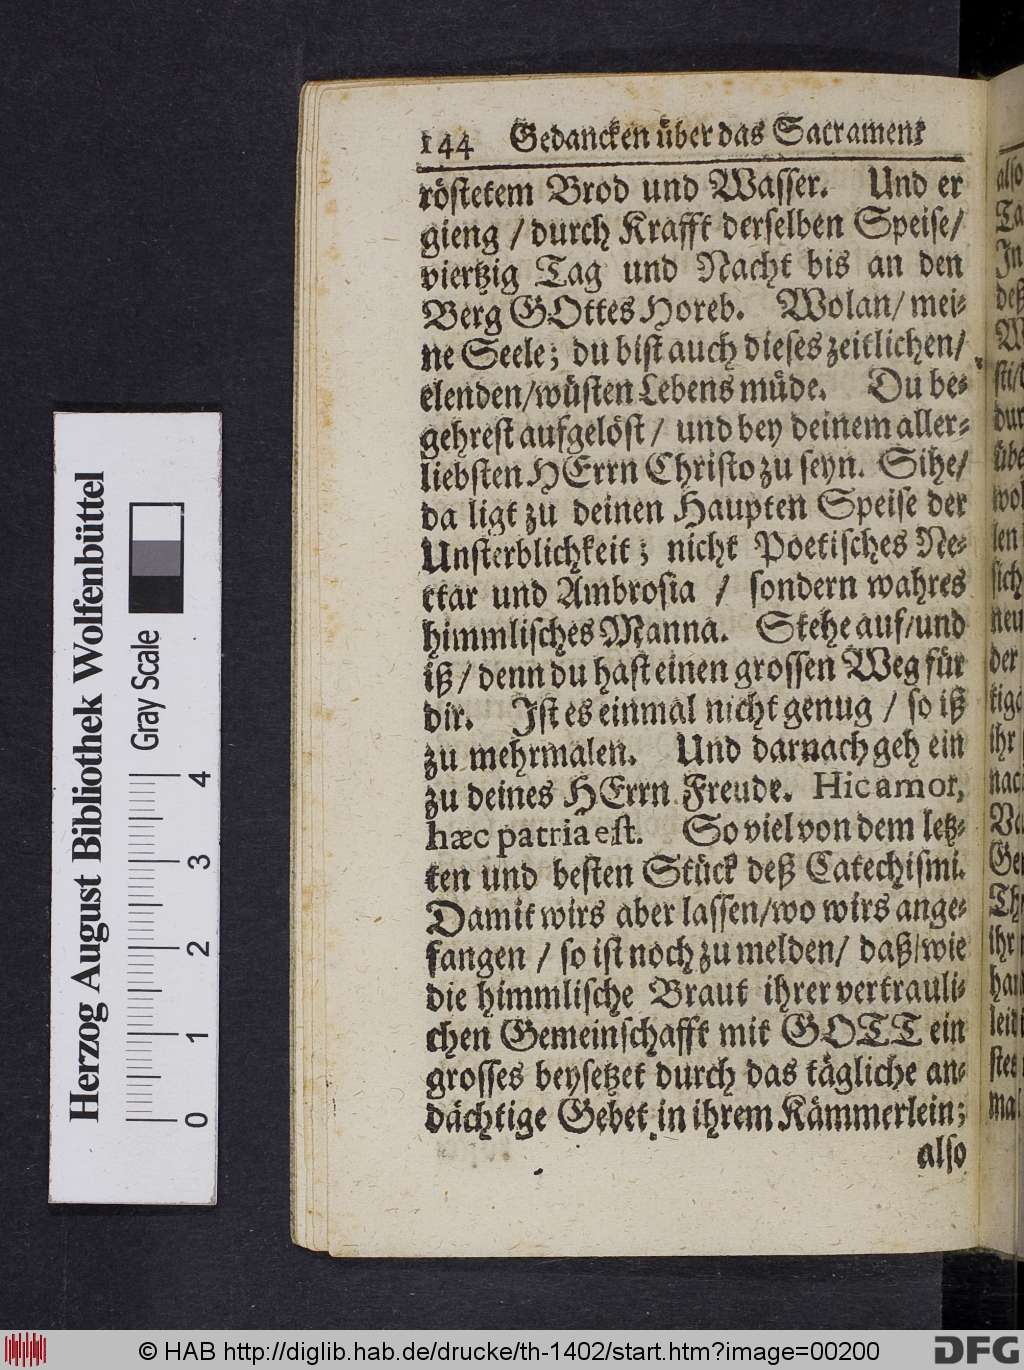 144 Gedancken über das Sacrament
röstetem Brod und Wasser. Und er
gieng / durch Krafft derselben Speise/
viertzig Tag und Nacht bis an den
Berg GOttes Horeb. Wolan/ mei-
ne Seele; du bist auch dieses zeitlichen/
elenden/wüsten Lebens müde. Du be-
gehrest aufgelöst / und bey deinem aller-
liebsten HErrn Christo zu seyn. Sihe/
da ligt zu deinen Haupten Speise der
Unsterblichkeit; nicht Poetisches Ne-
ctar und Ambrosia / sondern wahres
himmlisches Manna. Stehe auf/und
iß / denn du hast einen grossen Weg für
dir. Ist es einmal nicht genug / so iß
zu mehrmalen. Und darnach geh ein
zu deines HErrn Freude. Hic amor,
hæc patria est. So viel von dem letz-
ten und besten Stück deß Catechismi.
Damit wirs aber lassen/wo wirs ange-
fangen / so ist noch zu melden/ daß/wie
die himmlische Braut ihrer vertrauli-
chen Gemeinschafft mit GOTT ein
grosses beysetzet durch das tägliche an-
dächtige Gebet in ihrem Kämmerlein;
also
Herzog August Bibliothek Wolfenbüttel
Gray Scale
0 1 2 3 4
© HAB http://diglib.hab.de/drucke/th-1402/start.htm?image=00200
DFG